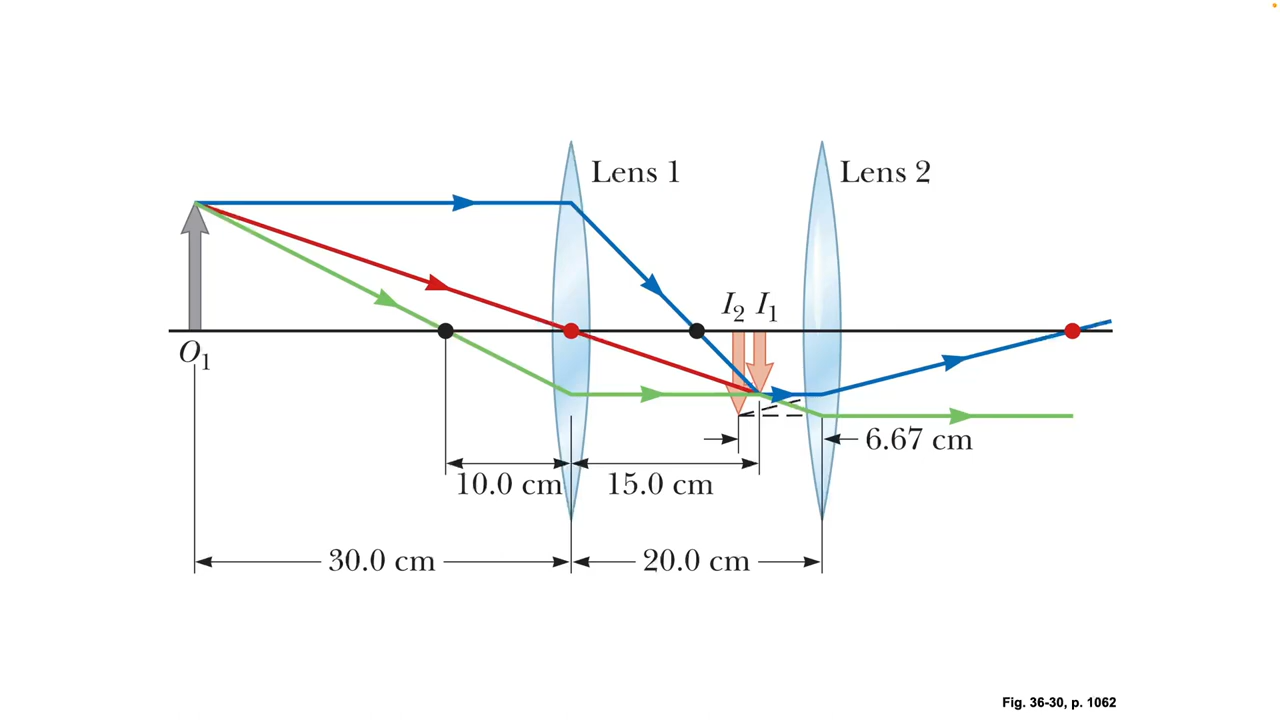 Lens 1
Lens 2
I₂ I₁
O₁
6.67 cm
10.0 cm
15.0 cm
30.0 cm
20.0 cm
Fig. 36-30, p. 1062